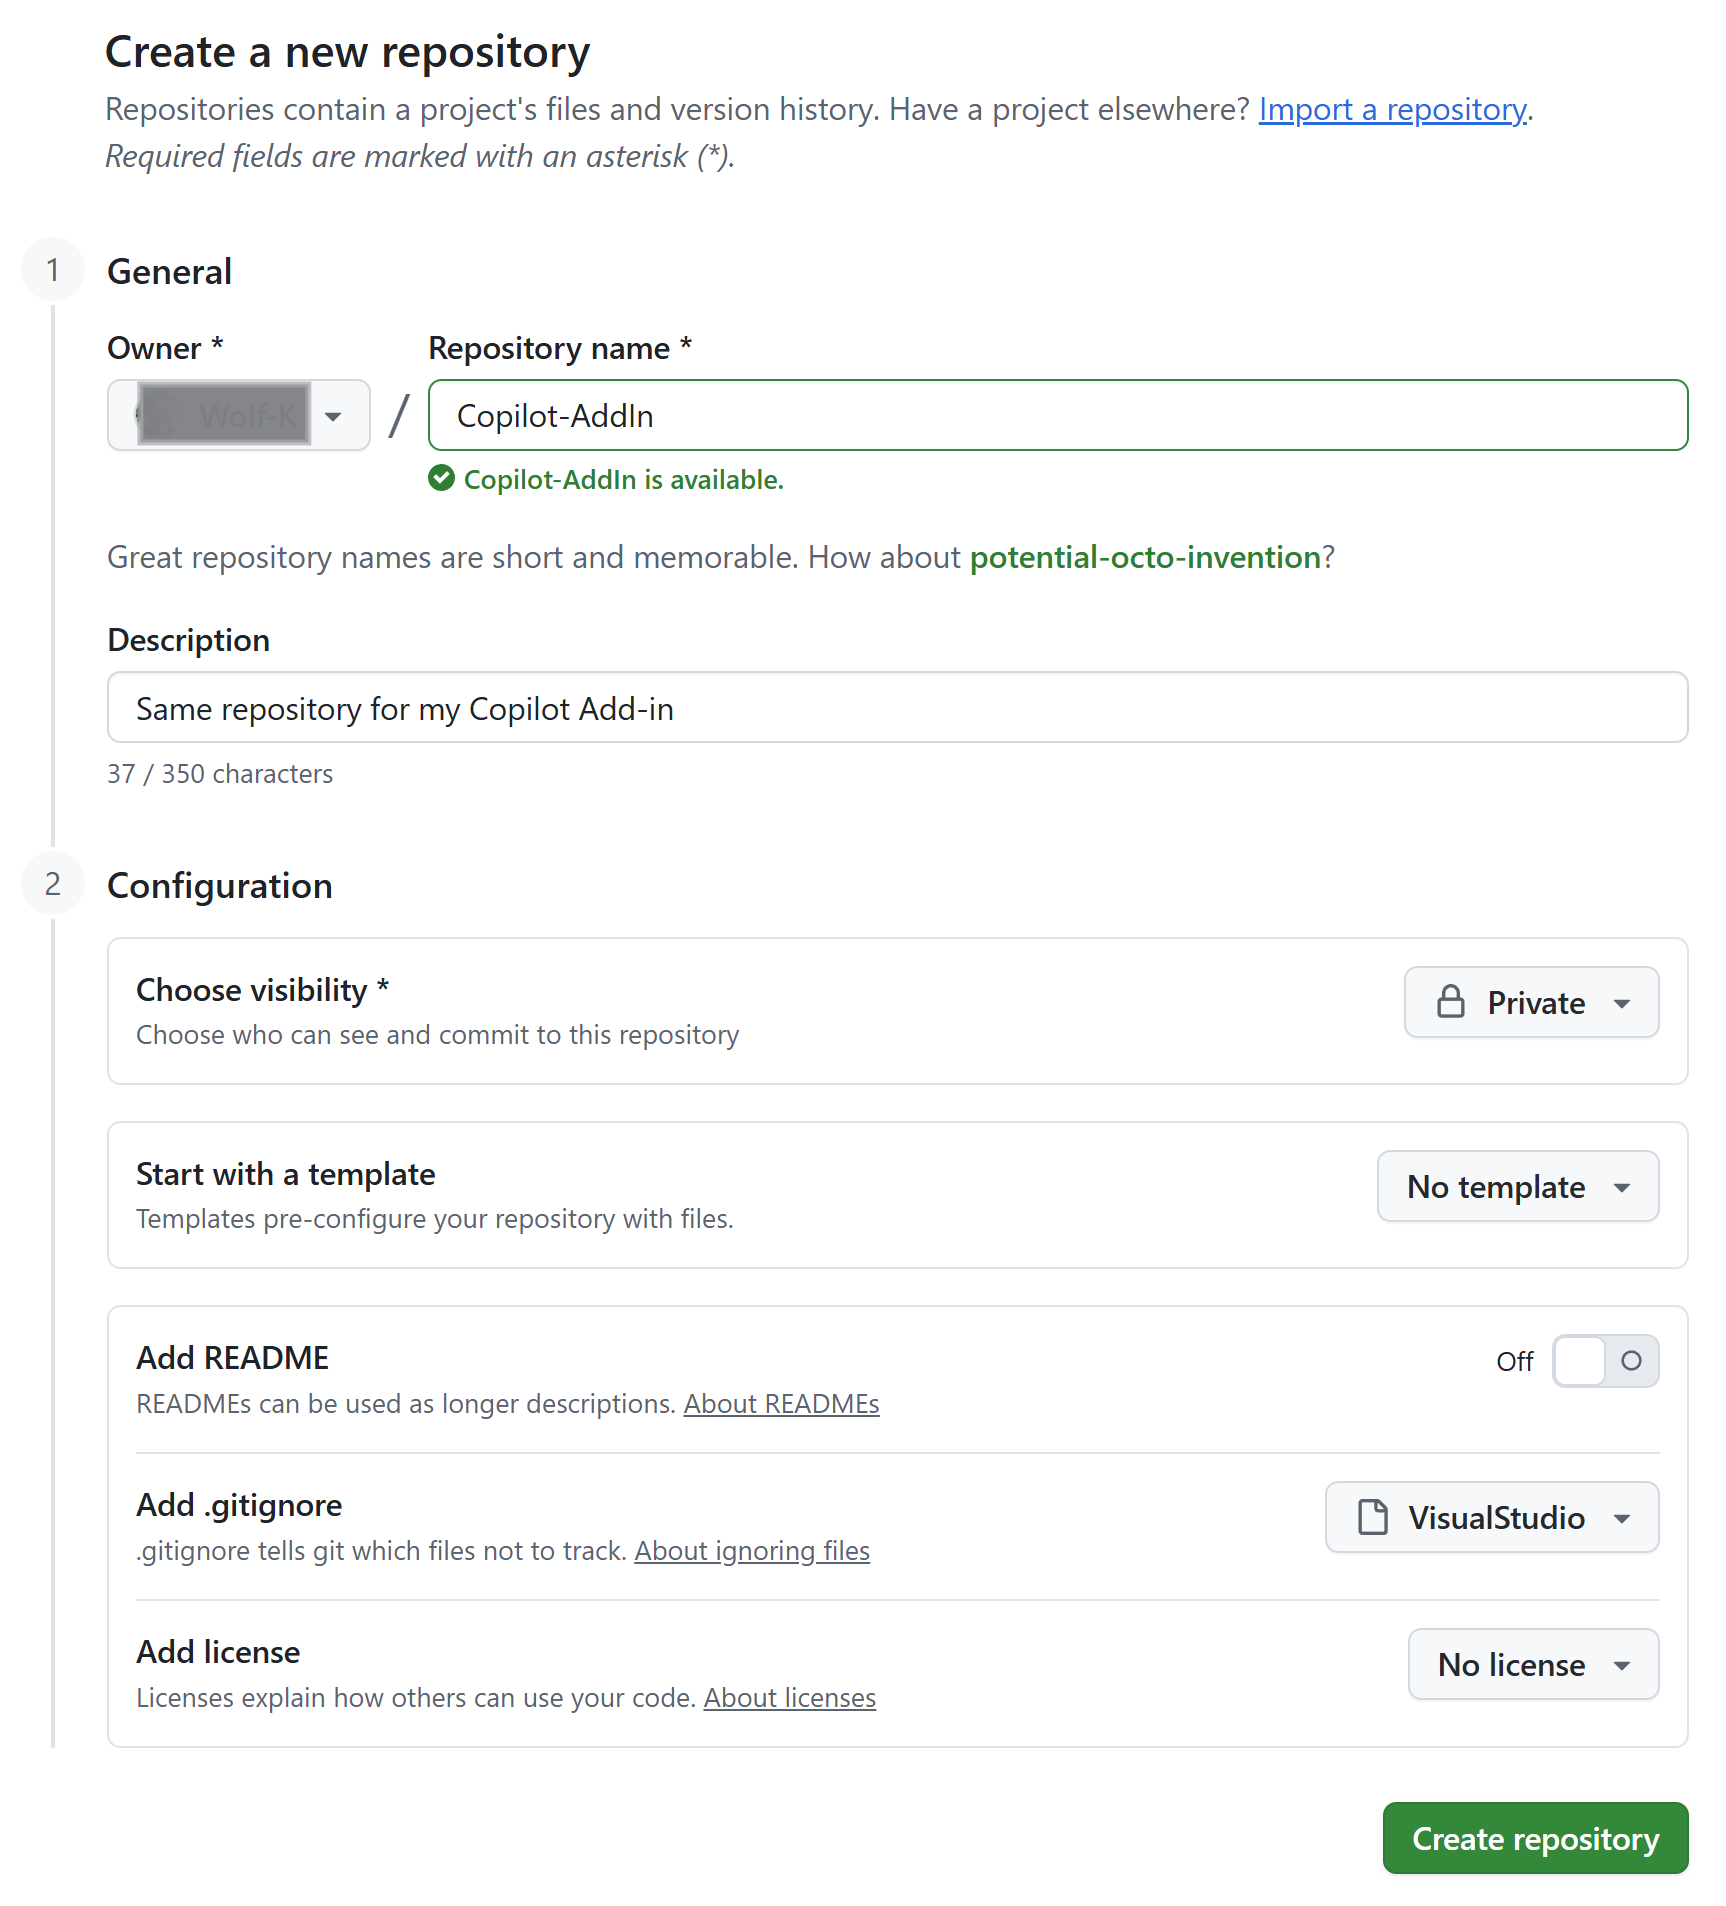 Create a new repository
Repositories contain a project's files and version history. Have a project elsewhere? Import a repository.
Required fields are marked with an asterisk (*).
1
General
Owner *
Repository name *
Wolf-K
/
Copilot-AddIn
Copilot-AddIn is available.
Great repository names are short and memorable. How about potential-octo-invention?
Description
Same repository for my Copilot Add-in
37 / 350 characters
2
Configuration
Choose visibility *
Private
Choose who can see and commit to this repository
Start with a template
No template
Templates pre-configure your repository with files.
Add README
Off
READMEs can be used as longer descriptions. About READMEs
Add .gitignore
VisualStudio
.gitignore tells git which files not to track. About ignoring files
Add license
No license
Licenses explain how others can use your code. About licenses
Create repository